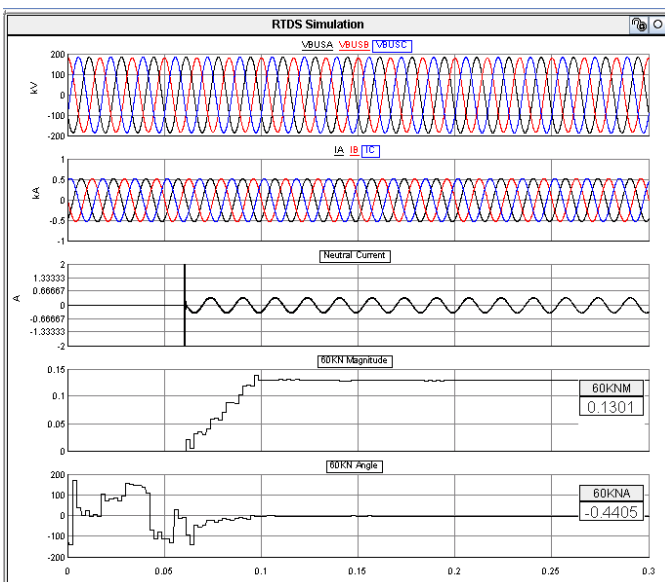 RTDS Simulation
VBUSA VBUSB VBUSC
200
100
0
-100
-200
kV
IA IB IC
1
0.5
0
-0.5
-1
kA
Neutral Current
2
1.33333
0.66667
0
-0.66667
-1.33333
-2
A
60KN Magnitude
0.15
0.1
0.05
0
60KNM
0.1301
60KN Angle
200
100
0
-100
-200
60KNA
-0.4405
0 0.05 0.1 0.15 0.2 0.25 0.3